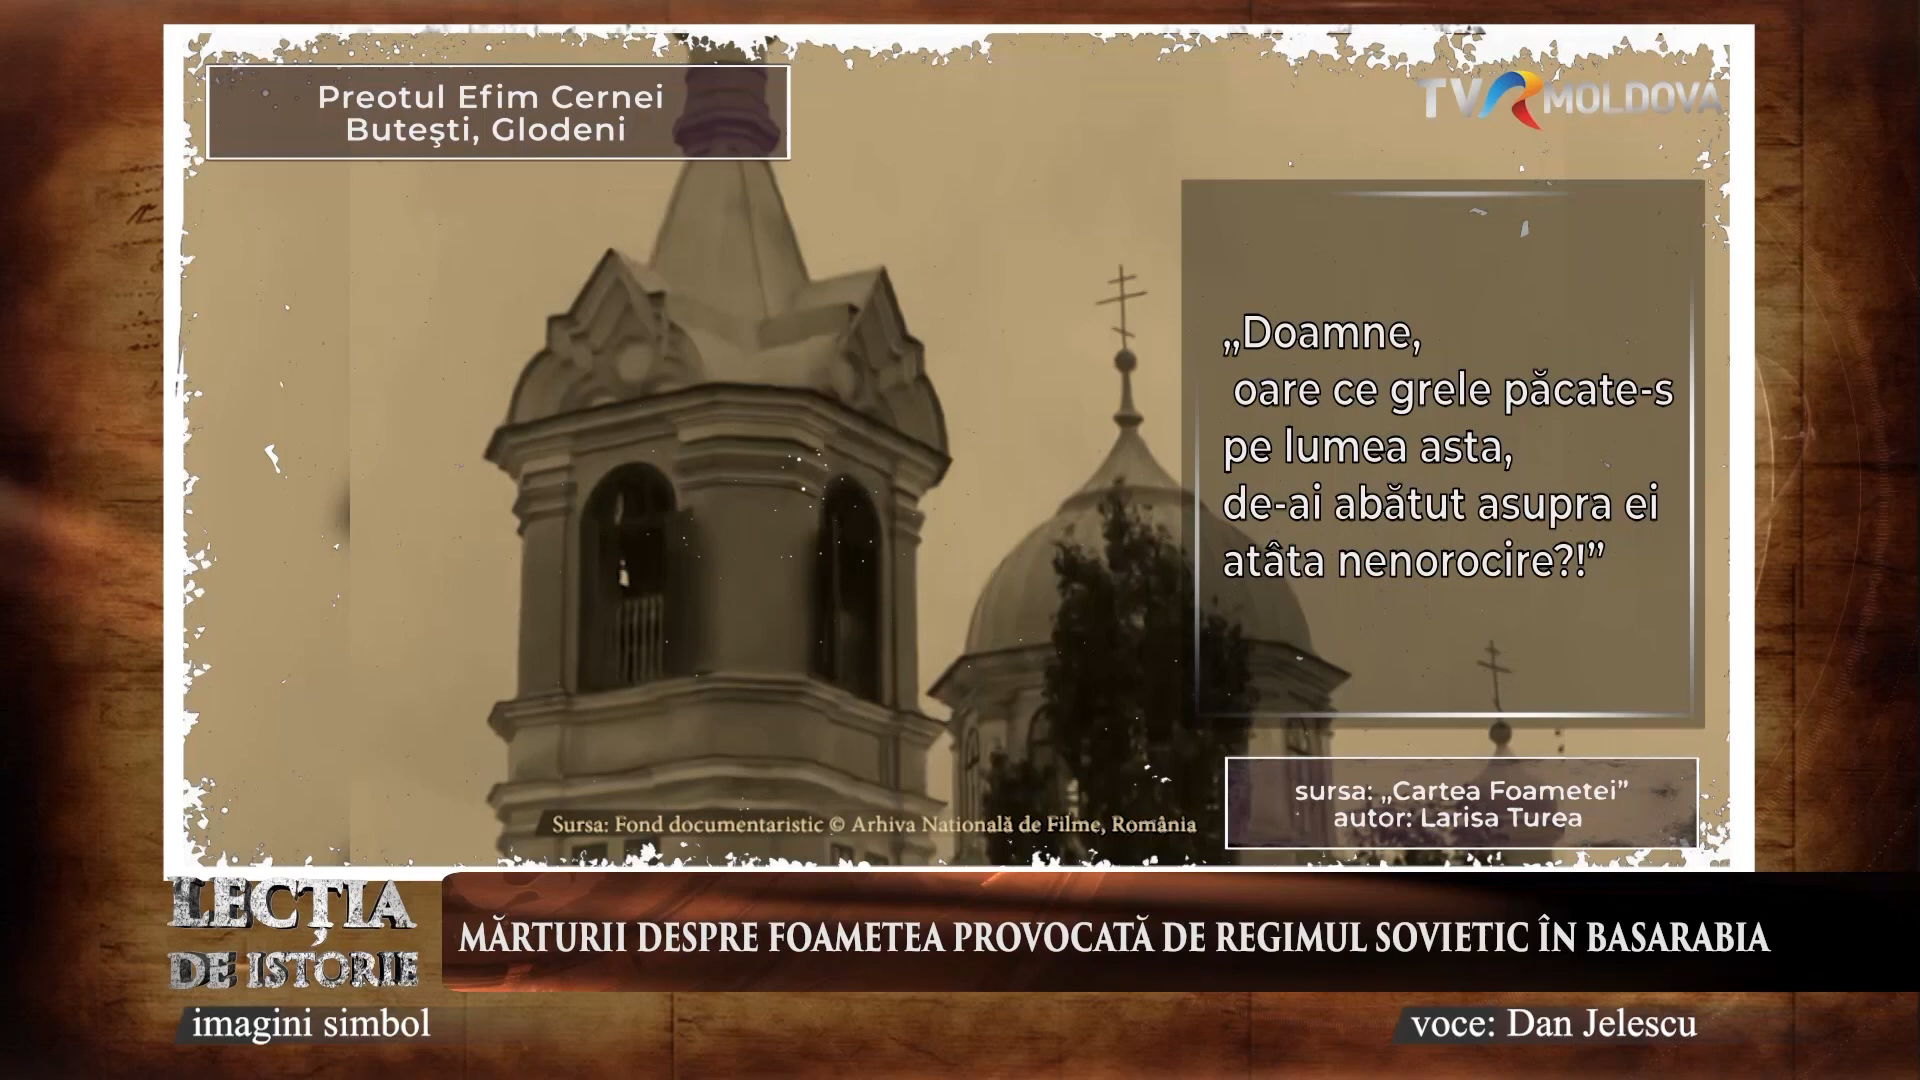 Preotul Efim Cernei
Buteşti, Glodeni
TVR MOLDOVA
„Doamne,
oare ce grele păcate-s
pe lumea asta,
de-ai abătut asupra ei
atâta nenorocire?!”
sursa: „Cartea Foametei”
autor: Larisa Turea
Sursa: Fond documentaristic © Arhiva Natională de Filme, România
LECȚIA
DE ISTORIE
MĂRTURII DESPRE FOAMETEA PROVOCATĂ DE REGIMUL SOVIETIC ÎN BASARABIA
imagini simbol
voce: Dan Jelescu